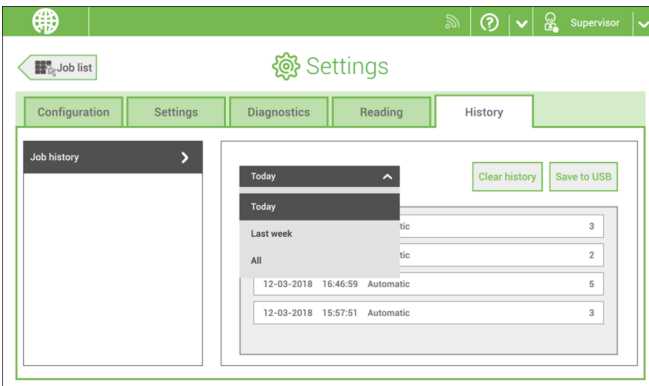 Supervisor
Job list
Settings
Configuration Settings Diagnostics Reading History
Job history
Today
Clear history Save to USB
Today
Last week
All
tic 3
tic 2
12-03-2018 16:46:59 Automatic 5
12-03-2018 15:57:51 Automatic 3